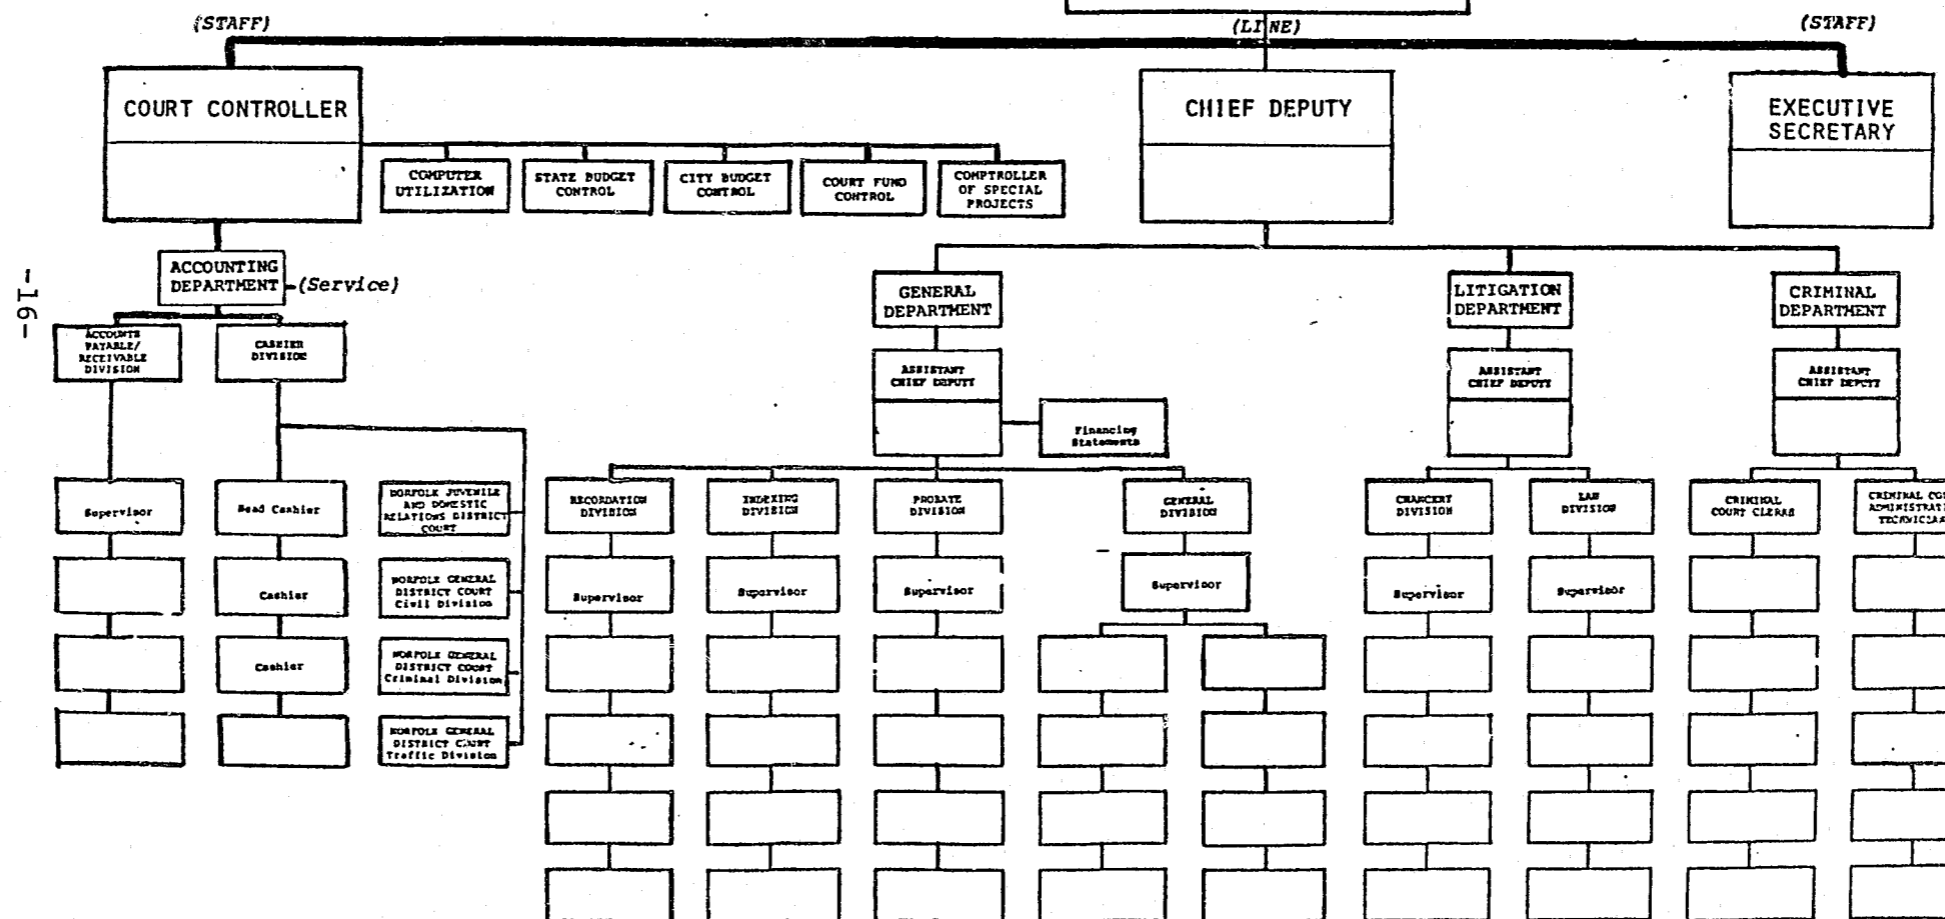 (STAFF)
(LINE)
(STAFF)
COURT CONTROLLER
CHIEF DEPUTY
EXECUTIVE
SECRETARY
COMPUTER
UTILIZATION
STATE BUDGET
CONTROL
CITY BUDGET
CONTROL
COURT FUND
CONTROL
COMPTROLLER
OF SPECIAL
PROJECTS
-16-
ACCOUNTING
DEPARTMENT
(Service)
GENERAL
DEPARTMENT
LITIGATION
DEPARTMENT
CRIMINAL
DEPARTMENT
ACCOUNTS
PAYABLE/
RECEIVABLE
DIVISION
CASHIER
DIVISION
ASSISTANT
CHIEF DEPUTY
ASSISTANT
CHIEF DEPUTY
ASSISTANT
CHIEF DEPUTY
Financing
Statements
Supervisor
Head Cashier
NORFOLK JUVENILE
AND DOMESTIC
RELATIONS DISTRICT
COURT
RECORDATION
DIVISION
INDEXING
DIVISION
PROBATE
DIVISION
GENERAL
DIVISION
CHANCERY
DIVISION
LAW
DIVISION
CRIMINAL
COURT CLERKS
CRIMINAL CO
ADMINISTRATI
TECHNICIAN
Cashier
NORFOLK GENERAL
DISTRICT COURT
Civil Division
Supervisor
Supervisor
Supervisor
Supervisor
Supervisor
Supervisor
Cashier
NORFOLK GENERAL
DISTRICT COURT
Criminal Division
NORFOLK GENERAL
DISTRICT COURT
Traffic Division